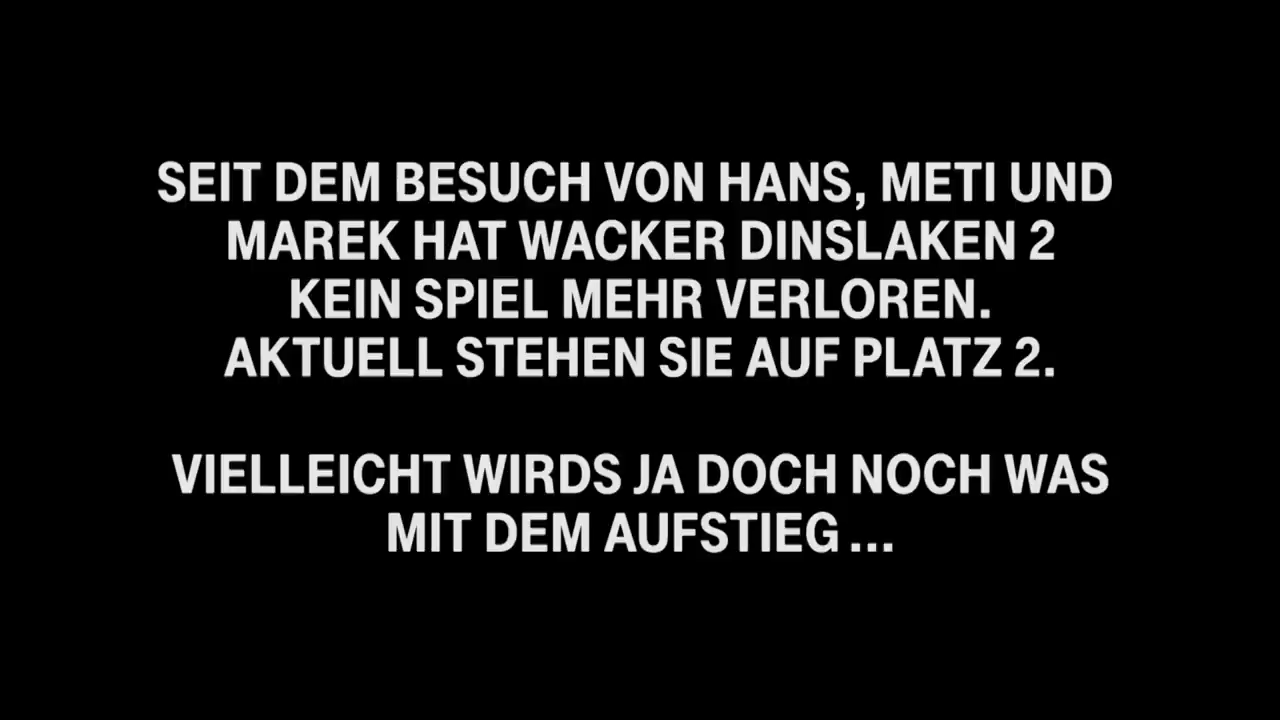 SEIT DEM BESUCH VON HANS, METI UND
MAREK HAT WACKER DINSLAKEN 2
KEIN SPIEL MEHR VERLOREN.
AKTUELL STEHEN SIE AUF PLATZ 2.
VIELLEICHT WIRDS JA DOCH NOCH WAS
MIT DEM AUFSTIEG ...